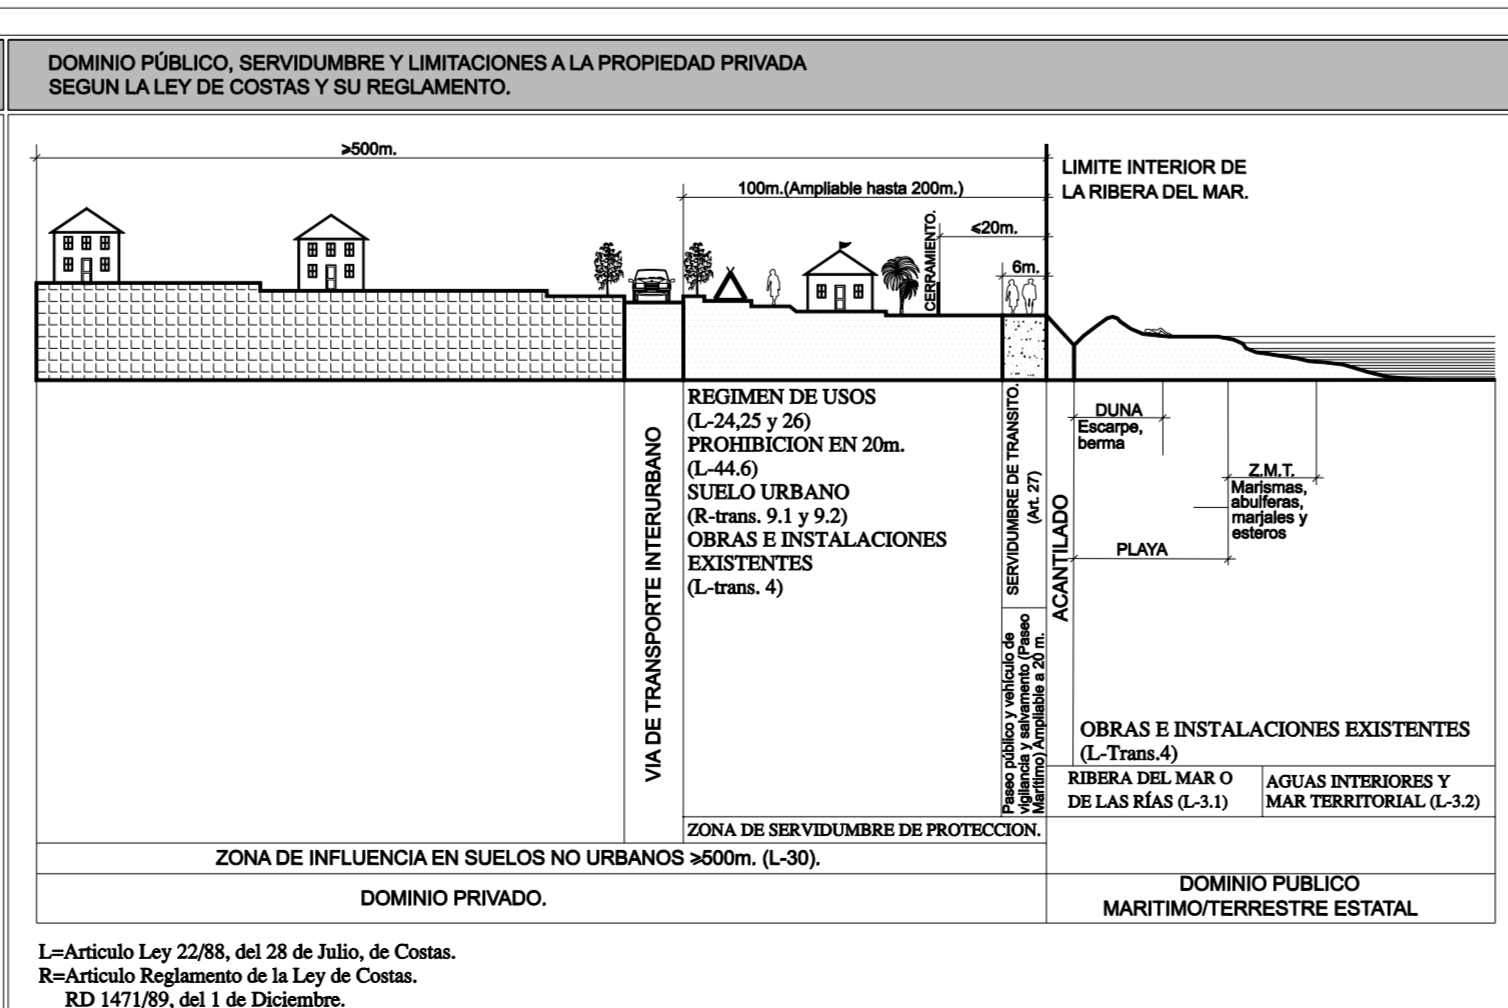 DOMINIO PÚBLICO, SERVIDUMBRE Y LIMITACIONES A LA PROPIEDAD PRIVADA
SEGUN LA LEY DE COSTAS Y SU REGLAMENTO.
≥500m.
LIMITE INTERIOR DE
LA RIBERA DEL MAR.
100m.(Ampliable hasta 200m.)
CERRAMIENTO.
≤20m.
6m.
VIA DE TRANSPORTE INTERURBANO
REGIMEN DE USOS
(L-24,25 y 26)
PROHIBICION EN 20m.
(L-44.6)
SUELO URBANO
(R-trans. 9.1 y 9.2)
OBRAS E INSTALACIONES
EXISTENTES
(L-trans. 4)
SERVIDUMBRE DE TRANSITO.
(Art. 27)
Paseo público y vehículo de
vigilancia y salvamento (Paseo
Marítimo) Ampliable a 20 m.
ACANTILADO
DUNA
Escarpe,
berma
Z.M.T.
Marismas,
abulferas,
marjales y
esteros
PLAYA
OBRAS E INSTALACIONES EXISTENTES
(L-Trans.4)
RIBERA DEL MAR O
DE LAS RÍAS (L-3.1)
AGUAS INTERIORES Y
MAR TERRITORIAL (L-3.2)
ZONA DE SERVIDUMBRE DE PROTECCION.
ZONA DE INFLUENCIA EN SUELOS NO URBANOS ≥500m. (L-30).
DOMINIO PRIVADO.
DOMINIO PUBLICO
MARITIMO/TERRESTRE ESTATAL
L=Articulo Ley 22/88, del 28 de Julio, de Costas.
R=Articulo Reglamento de la Ley de Costas.
RD 1471/89, del 1 de Diciembre.